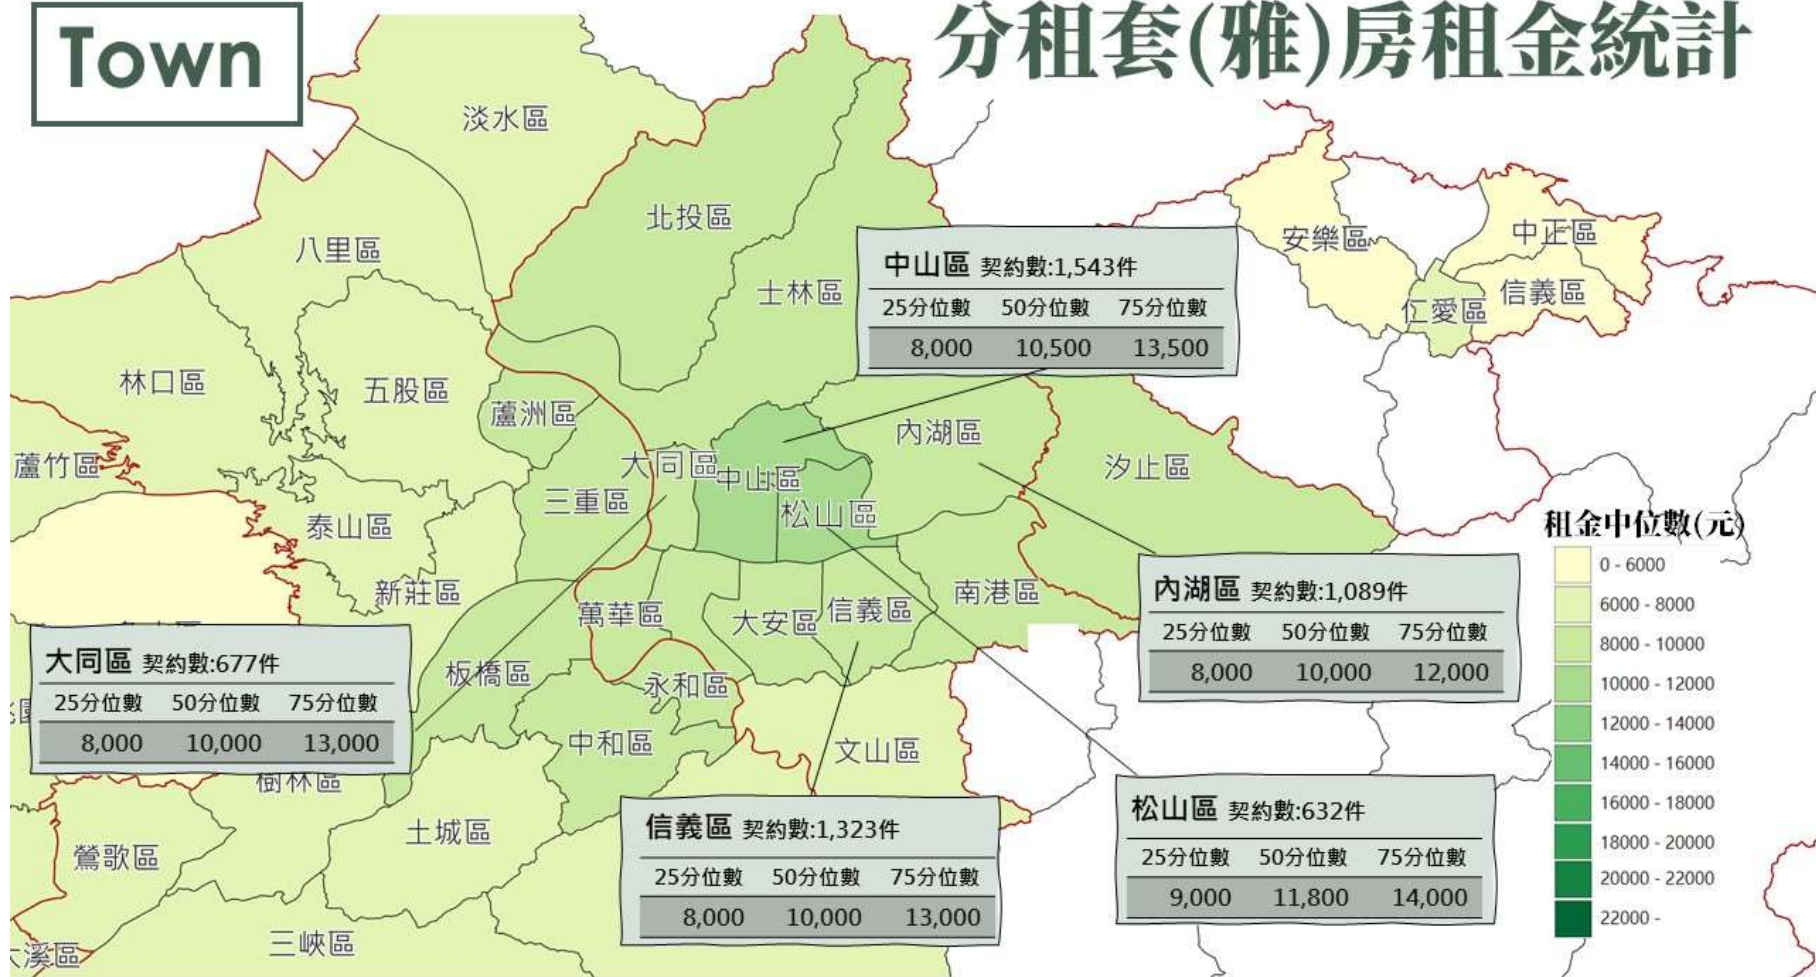 Town
分租套(雅)房租金統計
淡水區
北投區
八里區
士林區
安樂區
中正區
仁愛區
信義區
中山區 契約數:1,543件
25分位數 50分位數 75分位數
8,000 10,500 13,500
林口區
五股區
蘆洲區
內湖區
汐止區
蘆竹區
大同區
中山區
三重區
松山區
泰山區
新莊區
萬華區
大安區
信義區
南港區
板橋區
永和區
中和區
文山區
樹林區
土城區
鶯歌區
三峽區
大溪區
大同區 契約數:677件
25分位數 50分位數 75分位數
8,000 10,000 13,000
信義區 契約數:1,323件
25分位數 50分位數 75分位數
8,000 10,000 13,000
內湖區 契約數:1,089件
25分位數 50分位數 75分位數
8,000 10,000 12,000
松山區 契約數:632件
25分位數 50分位數 75分位數
9,000 11,800 14,000
租金中位數(元)
0 - 6000
6000 - 8000
8000 - 10000
10000 - 12000
12000 - 14000
14000 - 16000
16000 - 18000
18000 - 20000
20000 - 22000
22000 -